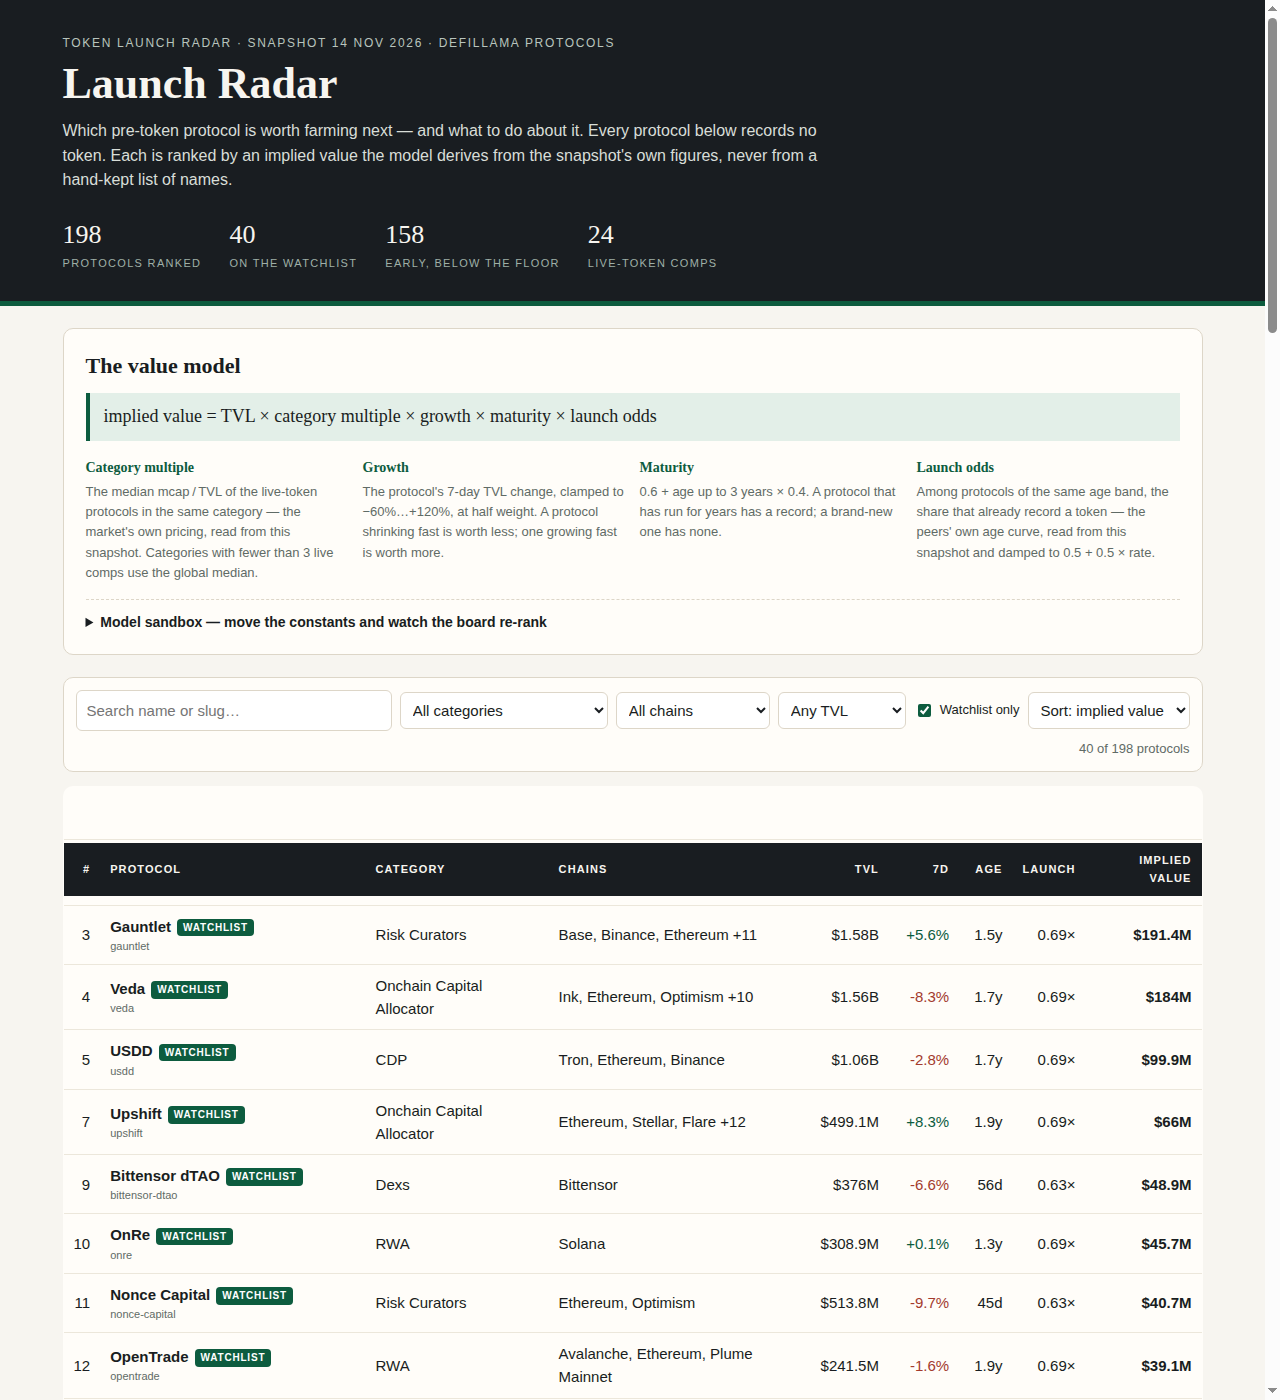 TOKEN LAUNCH RADAR · SNAPSHOT 14 NOV 2026 · DEFILLAMA PROTOCOLS
Launch Radar
Which pre-token protocol is worth farming next — and what to do about it. Every protocol below records no
token. Each is ranked by an implied value the model derives from the snapshot's own figures, never from a
hand-kept list of names.
198 40 158 24
PROTOCOLS RANKED ON THE WATCHLIST EARLY, BELOW THE FLOOR LIVE-TOKEN COMPS
The value model
implied value = TVL × category multiple × growth × maturity × launch odds
Category multiple
The median mcap / TVL of the live-token
protocols in the same category — the
market's own pricing, read from this
snapshot. Categories with fewer than 3 live
comps use the global median.
Growth
The protocol's 7-day TVL change, clamped to
−60%…+120%, at half weight. A protocol
shrinking fast is worth less; one growing fast
is worth more.
Maturity
0.6 + age up to 3 years × 0.4. A protocol that
has run for years has a record; a brand-new
one has none.
Launch odds
Among protocols of the same age band, the
share that already record a token — the
peers' own age curve, read from this
snapshot and damped to 0.5 + 0.5 × rate.
Model sandbox — move the constants and watch the board re-rank
Search name or slug… All categories All chains Any TVL Watchlist only Sort: implied value
40 of 198 protocols
# PROTOCOL CATEGORY CHAINS TVL 7D AGE LAUNCH IMPLIED VALUE
3 Gauntlet WATCHLIST Risk Curators Base, Binance, Ethereum +11 $1.58B +5.6% 1.5y 0.69× $191.4M
gauntlet
4 Veda WATCHLIST Onchain Capital Allocator Ink, Ethereum, Optimism +10 $1.56B -8.3% 1.7y 0.69× $184M
veda
5 USDD WATCHLIST CDP Tron, Ethereum, Binance $1.06B -2.8% 1.7y 0.69× $99.9M
usdd
7 Upshift WATCHLIST Onchain Capital Allocator Ethereum, Stellar, Flare +12 $499.1M +8.3% 1.9y 0.69× $66M
upshift
9 Bittensor dTAO WATCHLIST Dexs Bittensor $376M -6.6% 56d 0.63× $48.9M
bittensor-dtao
10 OnRe WATCHLIST RWA Solana $308.9M +0.1% 1.3y 0.69× $45.7M
onre
11 Nonce Capital WATCHLIST Risk Curators Ethereum, Optimism $513.8M -9.7% 45d 0.63× $40.7M
nonce-capital
12 OpenTrade WATCHLIST RWA Avalanche, Ethereum, Plume Mainnet $241.5M -1.6% 1.9y 0.69× $39.1M
opentrade